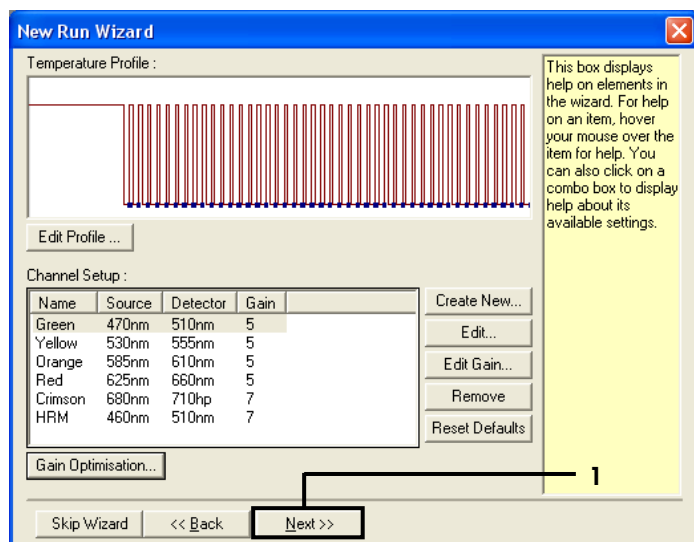 New Run Wizard
Temperature Profile :
Edit Profile ...
Channel Setup :
Name Source Detector Gain
Green 470nm 510nm 5
Yellow 530nm 555nm 5
Orange 585nm 610nm 5
Red 625nm 660nm 5
Crimson 680nm 710hp 7
HRM 460nm 510nm 7
Create New...
Edit...
Edit Gain...
Remove
Reset Defaults
Gain Optimisation...
This box displays
help on elements in
the wizard. For help
on an item, hover
your mouse over the
item for help. You
can also click on a
combo box to display
help about its
available settings.
1
Skip Wizard
<< Back
Next >>